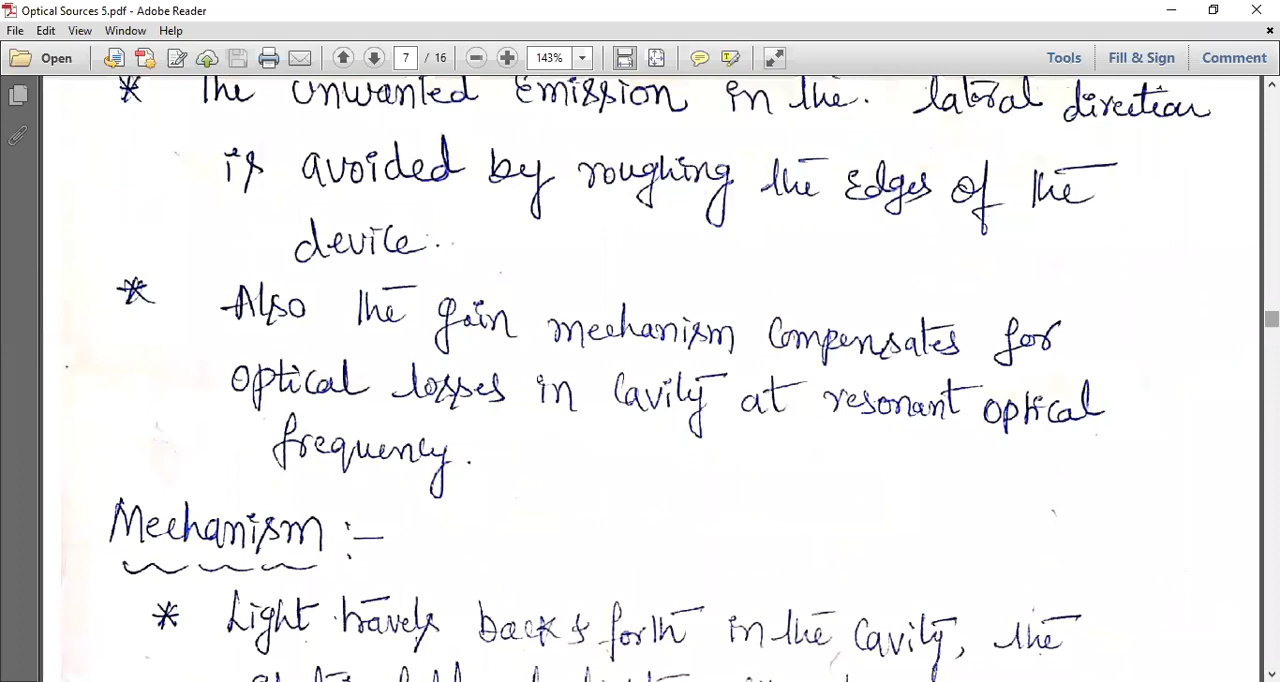 Optical Sources 5.pdf - Adobe Reader
File Edit View Window Help
Open 7 / 16 143% Tools Fill & Sign Comment
* The unwanted emission in the. lateral direction
is avoided by roughing the edges of the
device..
* Also the gain mechanism compensates for
optical losses in cavity at resonant optical
frequency.
Mechanism :-
* Light travels back & forth in the cavity, the